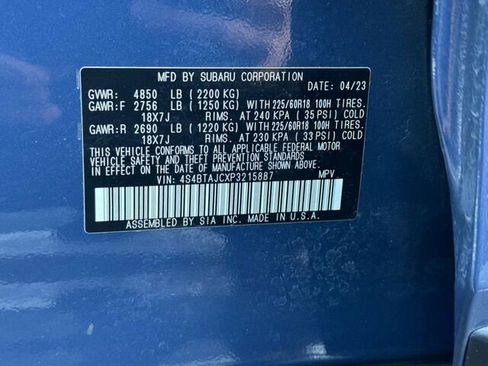 MFD BY SUBARU CORPORATION
DATE: 04/23
GVWR: 4850 LB (2200 KG)
GAWR:F 2756 LB (1250 KG) WITH 225/60R18 100H TIRES.
18X7J RIMS. AT 240 KPA (35 PSI) COLD
GAWR:R 2690 LB (1220 KG) WITH 225/60R18 100H TIRES.
18X7J RIMS. AT 230 KPA (33 PSI) COLD
THIS VEHICLE CONFORMS TO ALL APPLICABLE FEDERAL MOTOR
VEHICLE SAFETY AND THEFT PREVENTION STANDARDS
IN EFFECT ON THE DATE OF MANUFACTURE SHOWN ABOVE.
VIN: 4S4BTAJCXP3215887 MPV
ASSEMBLED BY SIA INC. MADE IN U.S.A.